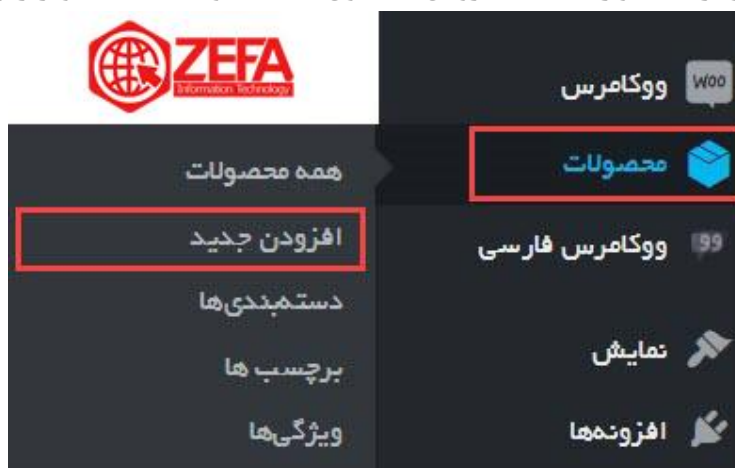 ZEFA
Information Technology
Woo
ووکامرس
محصولات
ووکامرس فارسی
نمایش
افزونه‌ها
همه محصولات
افزودن جدید
دسته‌بندی‌ها
برچسب ها
ویژگی‌ها